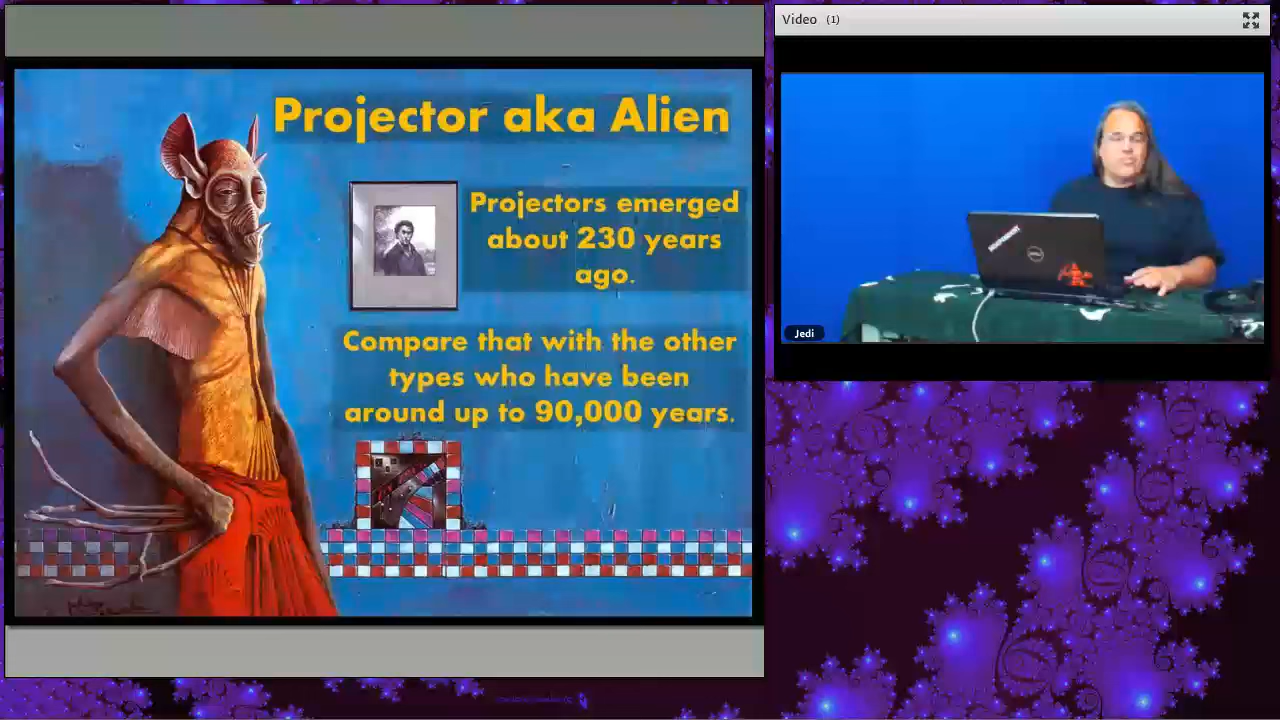 Projector aka Alien
Projectors emerged
about 230 years
ago.
Compare that with the other
types who have been
around up to 90,000 years.
Video (1)
DELL
Jedi